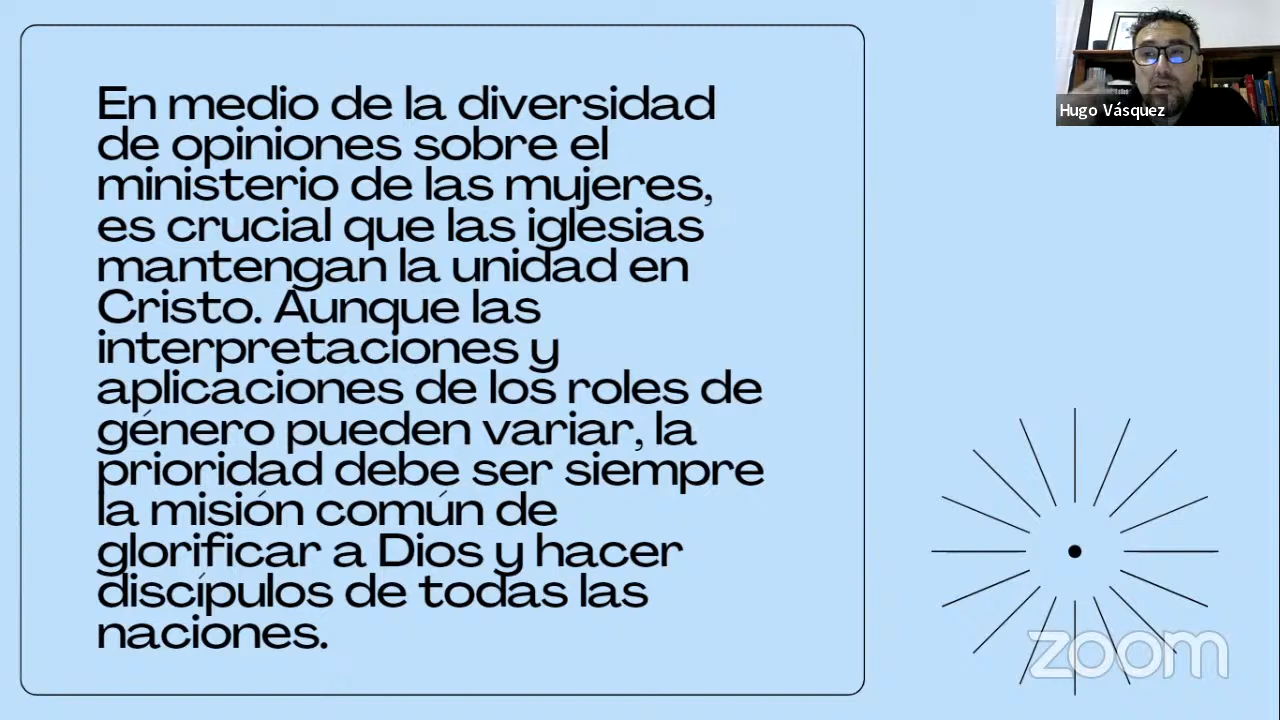 En medio de la diversidad
de opiniones sobre el
ministerio de las mujeres,
es crucial que las iglesias
mantengan la unidad en
Cristo. Aunque las
interpretaciones y
aplicaciones de los roles de
género pueden variar, la
prioridad debe ser siempre
la misión común de
glorificar a Dios y hacer
discípulos de todas las
naciones.
Hugo Vásquez
zoom